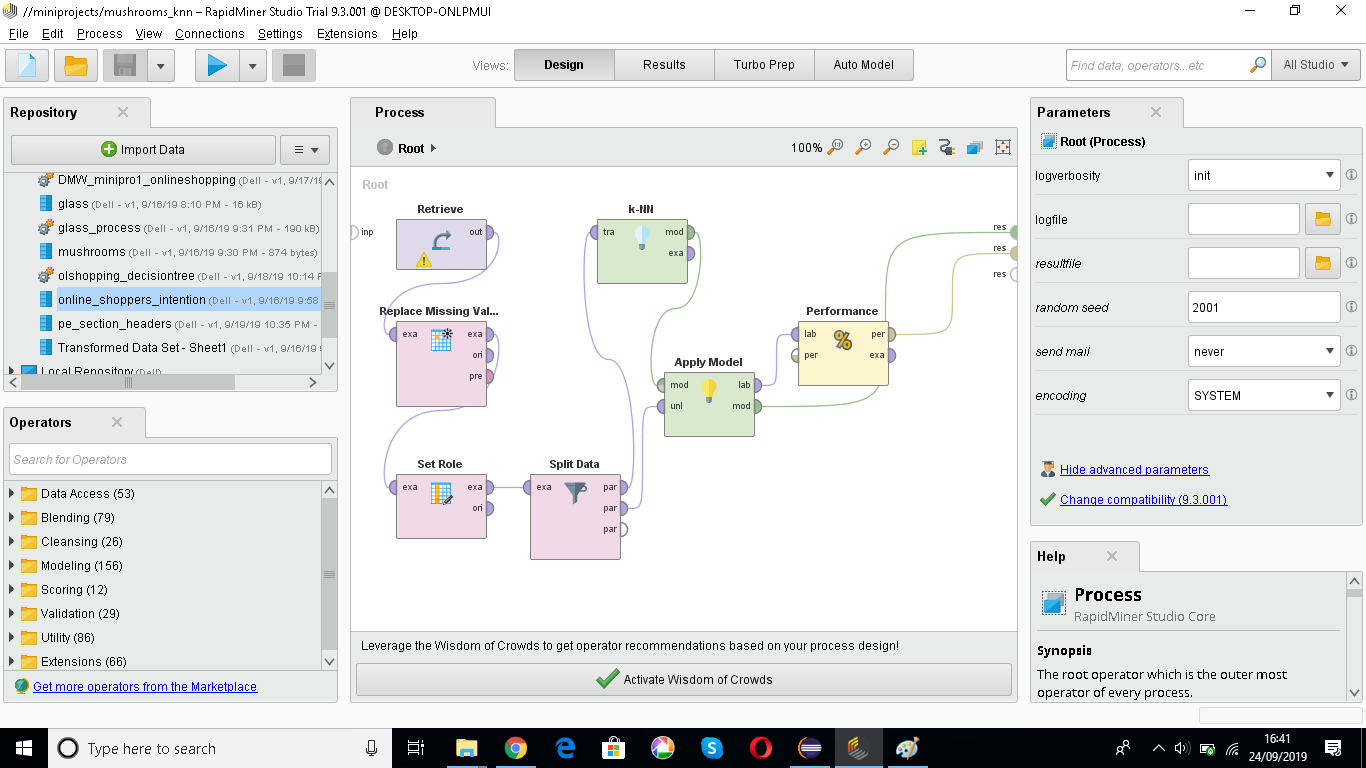 //miniprojects/mushrooms_knn – RapidMiner Studio Trial 9.3.001 @ DESKTOP-ONLPMUI
File Edit Process View Connections Settings Extensions Help
Views: Design Results Turbo Prep Auto Model
Find data, operators...etc
All Studio
Repository
Import Data
DMW_minipro1_onlineshopping (Dell - v1, 9/17/19
glass (Dell - v1, 9/16/19 8:10 PM - 16 kB)
glass_process (Dell - v1, 9/16/19 9:31 PM - 190 kB)
mushrooms (Dell - v1, 9/16/19 9:30 PM - 874 bytes)
olshopping_decisiontree (Dell - v1, 9/18/19 10:14 P
online_shoppers_intention (Dell - v1, 9/16/19 9:58
pe_section_headers (Dell - v1, 9/19/19 10:35 PM -
Transformed Data Set - Sheet1 (Dell - v1, 9/16/19
Local Repository (Dell)
Operators
Search for Operators
Data Access (53)
Blending (79)
Cleansing (26)
Modeling (156)
Scoring (12)
Validation (29)
Utility (86)
Extensions (66)
Get more operators from the Marketplace
Process
Root
100%
Root
inp
Retrieve
out
Replace Missing Val...
exa exa
ori
pre
Set Role
exa exa
ori
Split Data
exa par
par
par
k-NN
tra mod
exa
Apply Model
mod lab
unl mod
Performance
lab per
per exa
res
res
res
Leverage the Wisdom of Crowds to get operator recommendations based on your process design!
Activate Wisdom of Crowds
Parameters
Root (Process)
logverbosity init
logfile
resultfile
random seed 2001
send mail never
encoding SYSTEM
Hide advanced parameters
Change compatibility (9.3.001)
Help
Process
RapidMiner Studio Core
Synopsis
The root operator which is the outer most
operator of every process.
Type here to search
16:41
24/09/2019